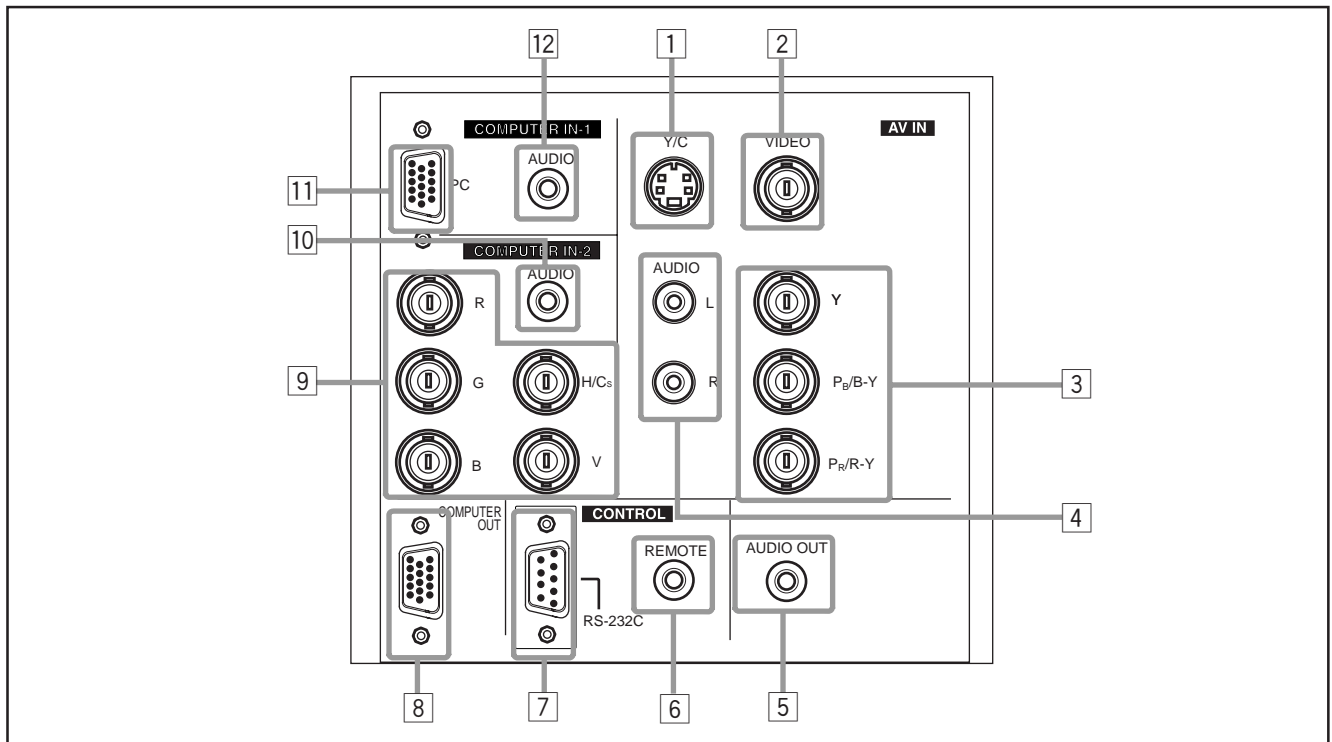 12
1
2
COMPUTER IN-1
AV IN
AUDIO
Y/C
VIDEO
11
PC
10
COMPUTER IN-2
AUDIO
AUDIO
R
L
Y
9
G
H/Cs
R
PB/B-Y
3
B
V
PR/R-Y
COMPUTER
OUT
CONTROL
4
REMOTE
AUDIO OUT
RS-232C
8
7
6
5